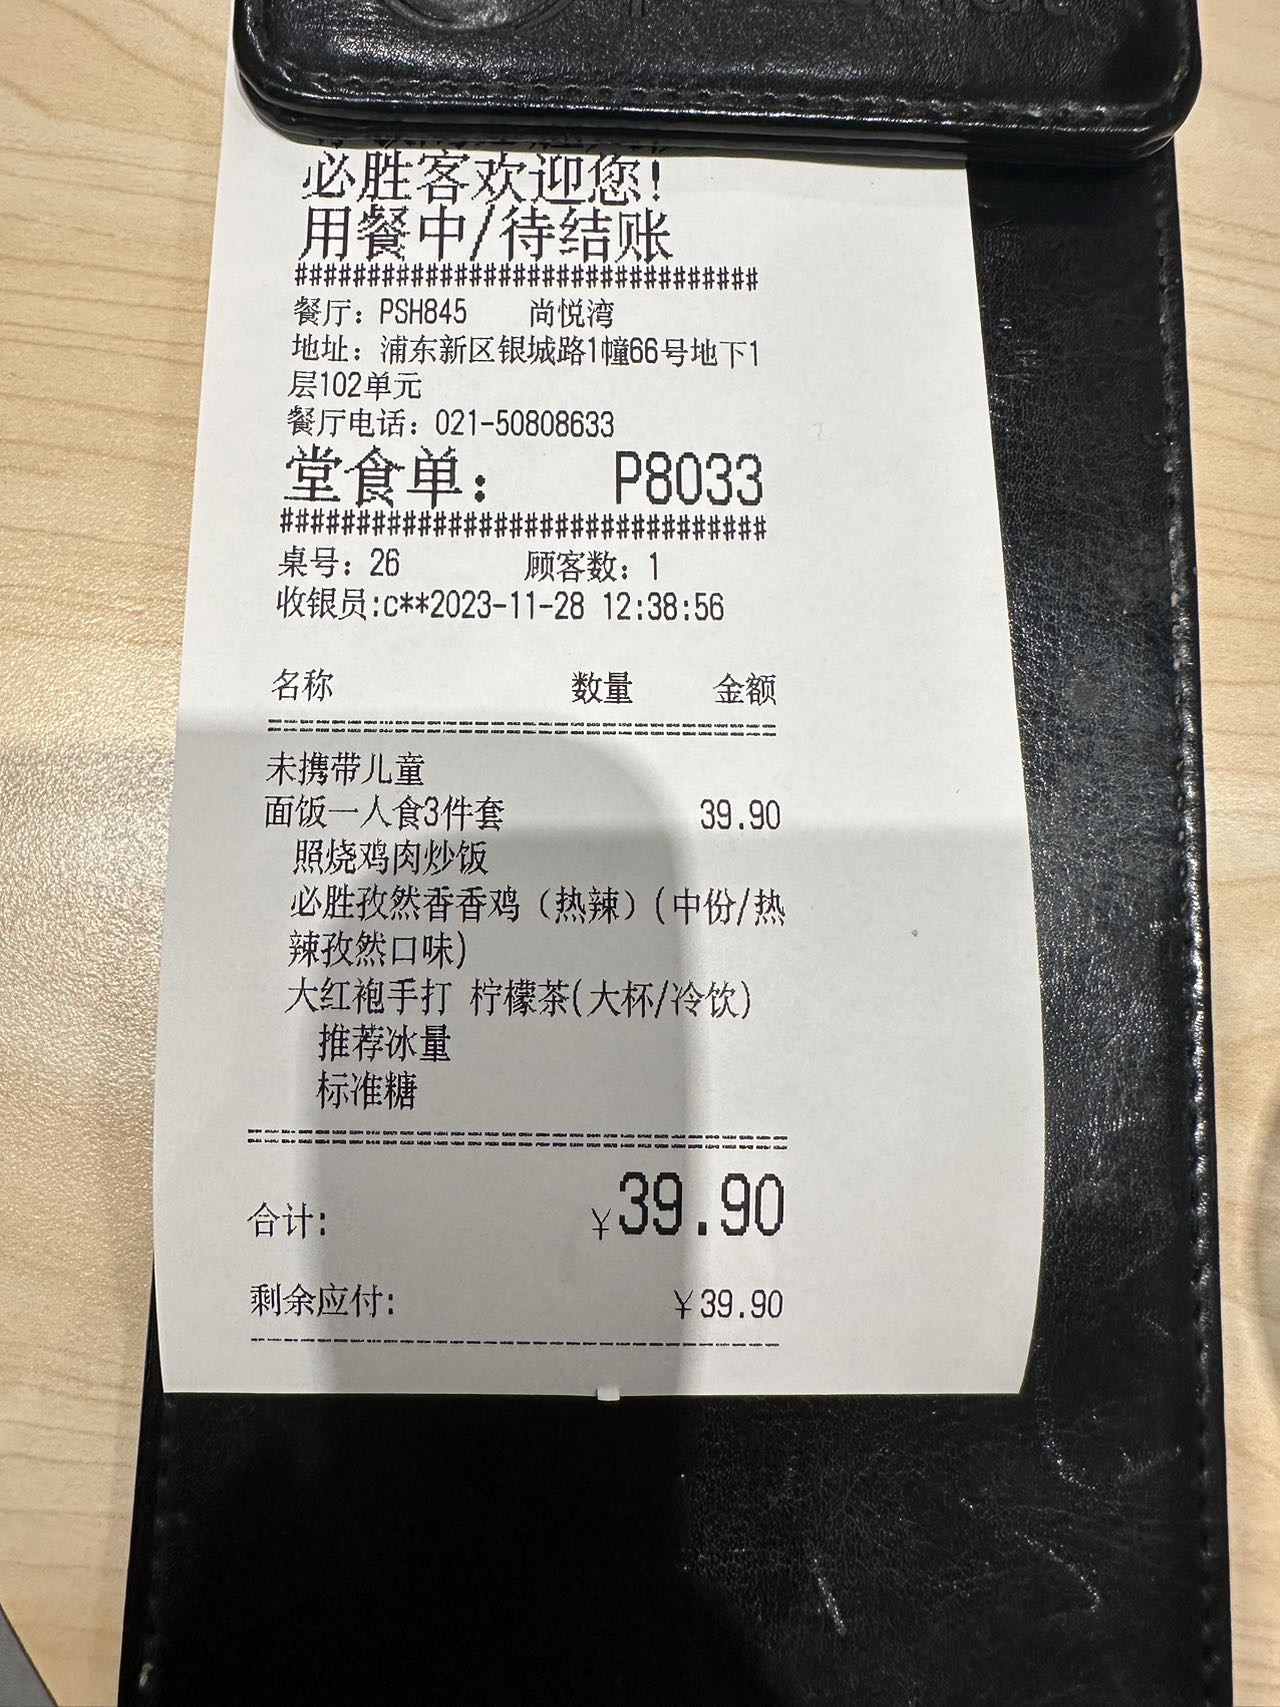 必胜客欢迎您!
用餐中/待结账
################################
餐厅: PSH845 尚悦湾
地址: 浦东新区银城路1幢66号地下1
层102单元
餐厅电话: 021-50808633
堂食单: P8033
################################
桌号: 26 顾客数: 1
收银员:c**2023-11-28 12:38:56
名称 数量 金额
未携带儿童
面饭一人食3件套 39.90
照烧鸡肉炒饭
必胜孜然香香鸡（热辣）(中份/热
辣孜然口味)
大红袍手打 柠檬茶(大杯/冷饮)
推荐冰量
标准糖
合计: ¥39.90
剩余应付: ¥39.90